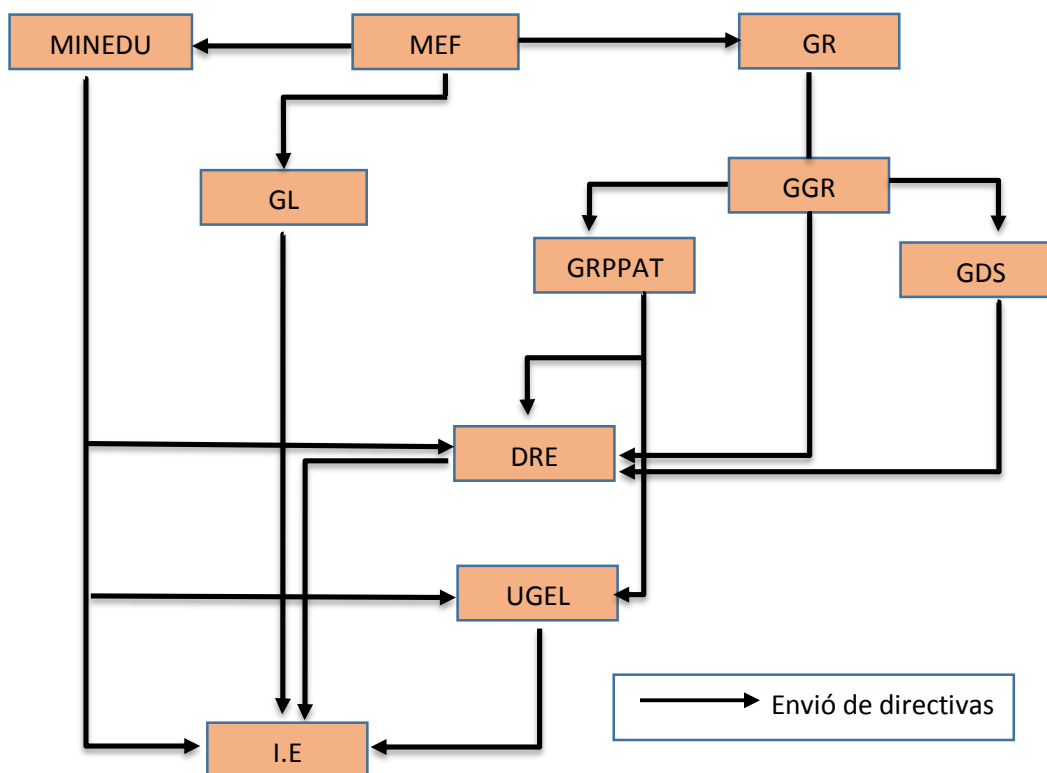 MINEDU
MEF
GR
GL
GGR
GRPPAT
GDS
DRE
UGEL
I.E
Envió de directivas